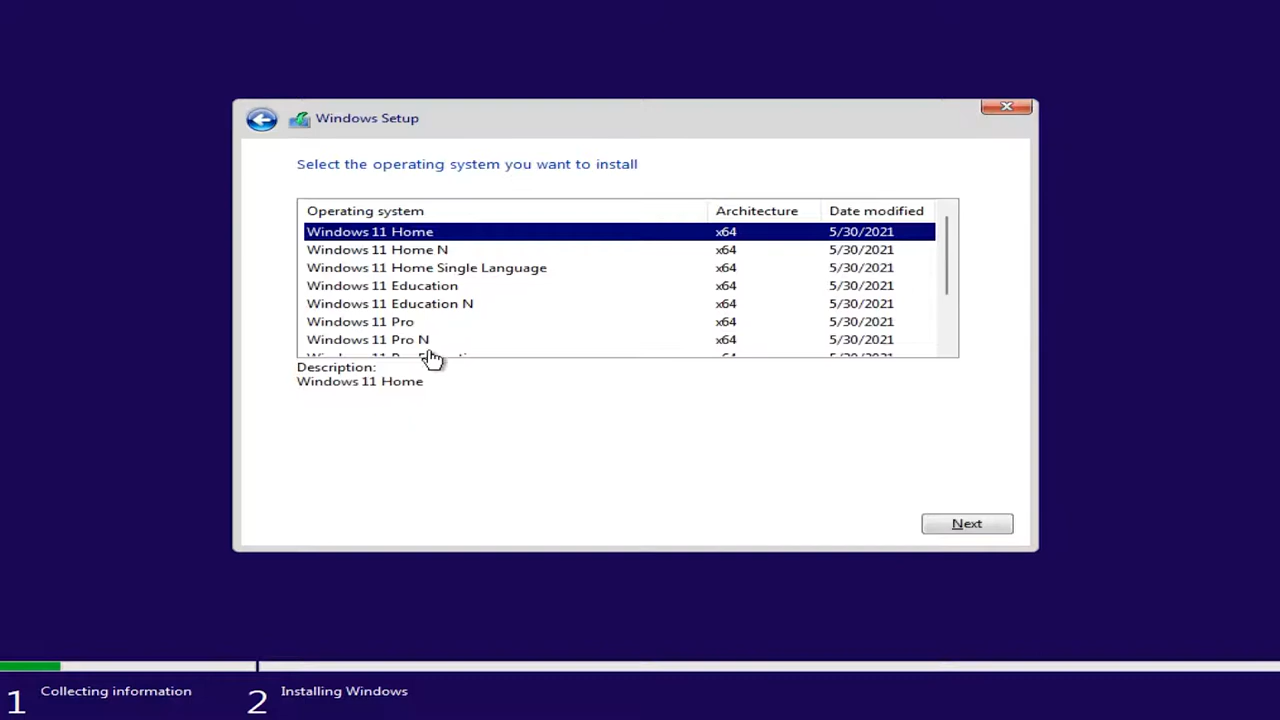 Windows Setup
Select the operating system you want to install
Operating system Architecture Date modified
Windows 11 Home x64 5/30/2021
Windows 11 Home N x64 5/30/2021
Windows 11 Home Single Language x64 5/30/2021
Windows 11 Education x64 5/30/2021
Windows 11 Education N x64 5/30/2021
Windows 11 Pro x64 5/30/2021
Windows 11 Pro N x64 5/30/2021
Description:
Windows 11 Home
Next
1 Collecting information 2 Installing Windows